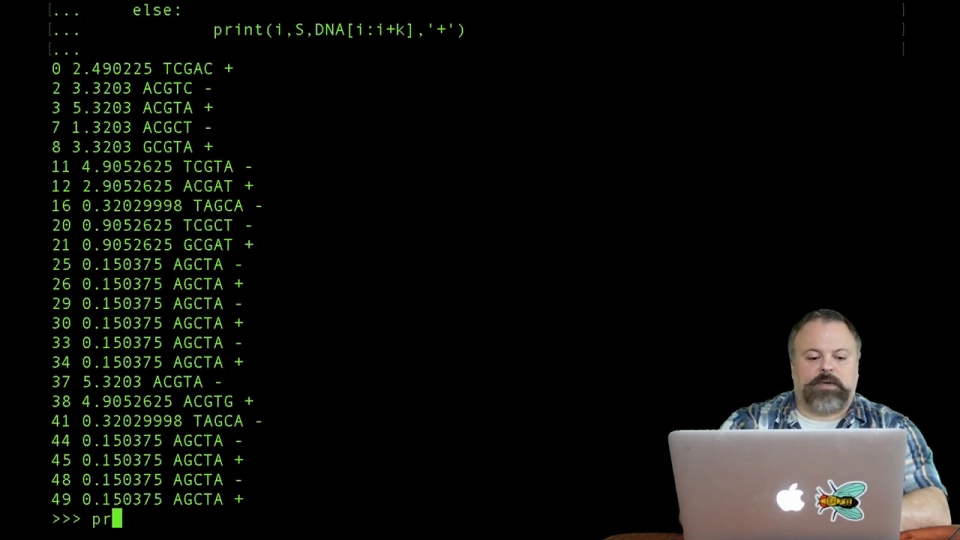 [... else: ]
[... print(i,S,DNA[i:i+k],'+') ]
[... ]
0 2.490225 TCGAC +
2 3.3203 ACGTC -
3 5.3203 ACGTA +
7 1.3203 ACGCT -
8 3.3203 GCGTA +
11 4.9052625 TCGTA -
12 2.9052625 ACGAT +
16 0.32029998 TAGCA -
20 0.9052625 TCGCT -
21 0.9052625 GCGAT +
25 0.150375 AGCTA -
26 0.150375 AGCTA +
29 0.150375 AGCTA -
30 0.150375 AGCTA +
33 0.150375 AGCTA -
34 0.150375 AGCTA +
37 5.3203 ACGTA -
38 4.9052625 ACGTG +
41 0.32029998 TAGCA -
44 0.150375 AGCTA -
45 0.150375 AGCTA +
48 0.150375 AGCTA -
49 0.150375 AGCTA +
>>> pr